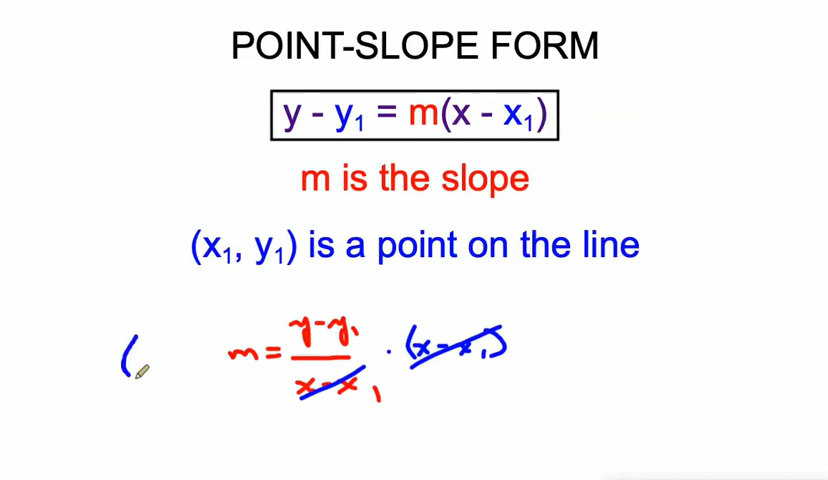 POINT-SLOPE FORM
y - y₁ = m(x - x₁)
m is the slope
(x₁, y₁) is a point on the line
( m = y-y₁ / x-x₁ · (x-x₁)